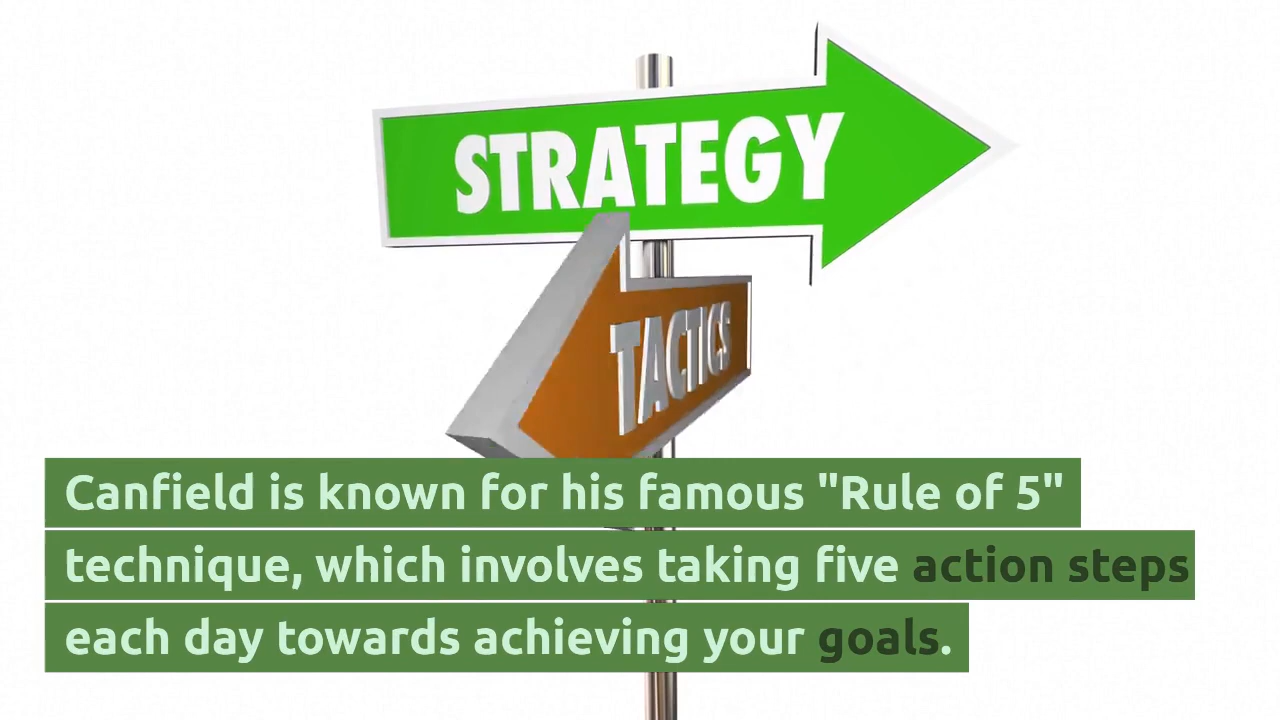 STRATEGY
TACTICS
Canfield is known for his famous "Rule of 5"
technique, which involves taking five action steps
each day towards achieving your goals.